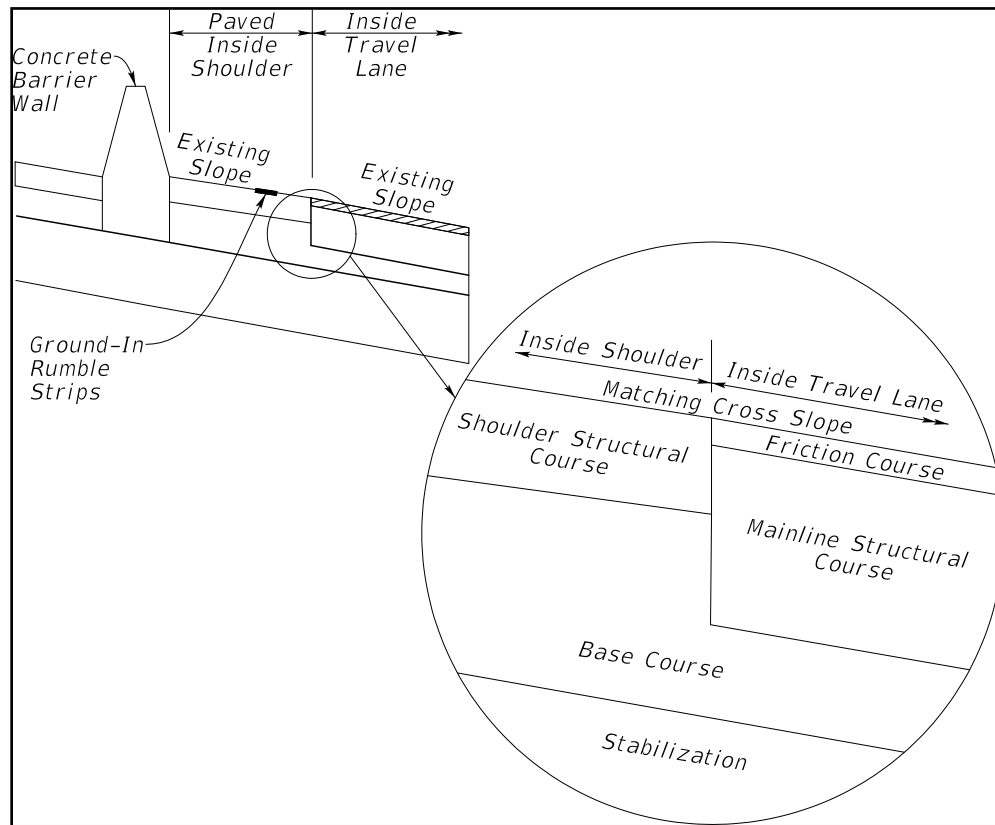 Paved
Inside
Shoulder
Inside
Travel
Lane
Concrete
Barrier
Wall
Existing
Slope
Existing
Slope
Ground-In
Rumble
Strips
Inside Shoulder
Inside Travel Lane
Matching Cross Slope
Shoulder Structural
Course
Friction Course
Mainline Structural
Course
Base Course
Stabilization